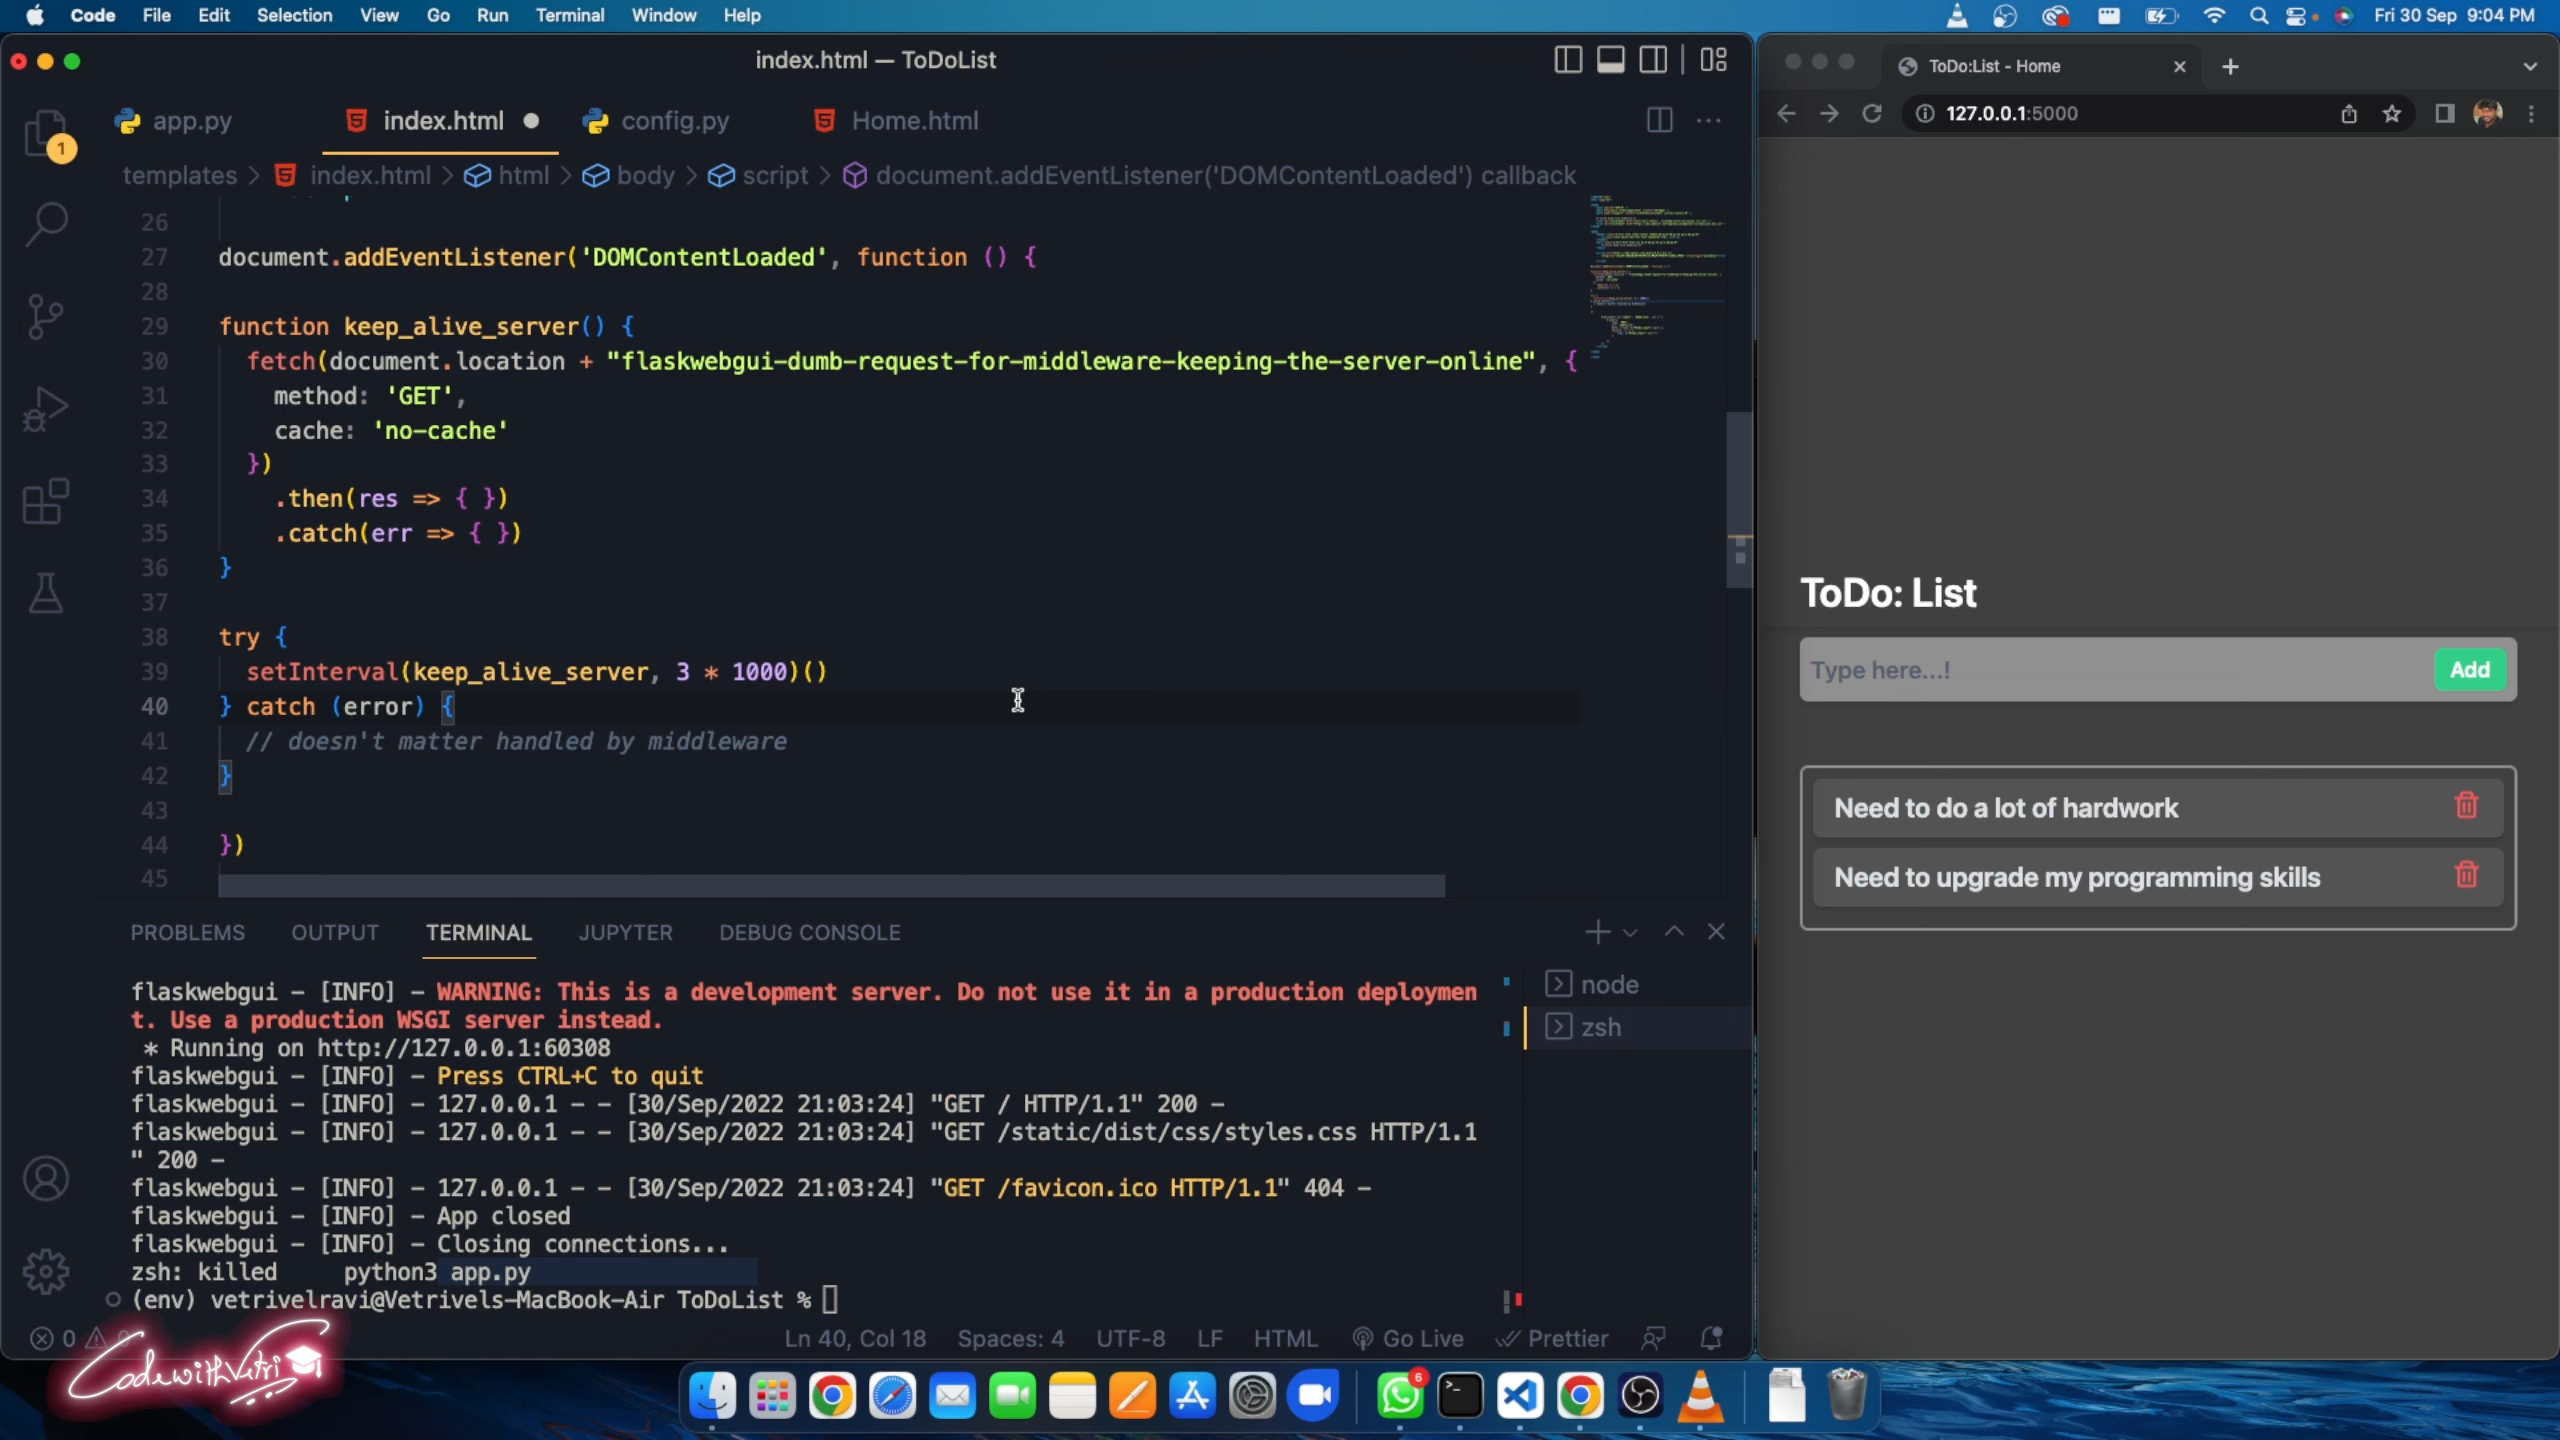 Code File Edit Selection View Go Run Terminal Window Help
Fri 30 Sep 9:04 PM
index.html — ToDoList
app.py index.html config.py Home.html
templates > index.html > html > body > script > document.addEventListener('DOMContentLoaded') callback
26
27 document.addEventListener('DOMContentLoaded', function () {
28
29 function keep_alive_server() {
30 fetch(document.location + "flaskwebgui-dumb-request-for-middleware-keeping-the-server-online", {
31 method: 'GET',
32 cache: 'no-cache'
33 })
34 .then(res => { })
35 .catch(err => { })
36 }
37
38 try {
39 setInterval(keep_alive_server, 3 * 1000)()
40 } catch (error) {
41 // doesn't matter handled by middleware
42 }
43
44 })
45
1
PROBLEMS OUTPUT TERMINAL JUPYTER DEBUG CONSOLE
flaskwebgui - [INFO] - WARNING: This is a development server. Do not use it in a production deploymen
t. Use a production WSGI server instead.
* Running on http://127.0.0.1:60308
flaskwebgui - [INFO] - Press CTRL+C to quit
flaskwebgui - [INFO] - 127.0.0.1 - - [30/Sep/2022 21:03:24] "GET / HTTP/1.1" 200 -
flaskwebgui - [INFO] - 127.0.0.1 - - [30/Sep/2022 21:03:24] "GET /static/dist/css/styles.css HTTP/1.1
" 200 -
flaskwebgui - [INFO] - 127.0.0.1 - - [30/Sep/2022 21:03:24] "GET /favicon.ico HTTP/1.1" 404 -
flaskwebgui - [INFO] - App closed
flaskwebgui - [INFO] - Closing connections...
zsh: killed python3 app.py
(env) vetrivelravi@Vetrivels-MacBook-Air ToDoList %
node
zsh
0 Ln 40, Col 18 Spaces: 4 UTF-8 LF HTML Go Live Prettier
CodewithVetri
6
ToDo:List - Home
127.0.0.1:5000
ToDo: List
Type here...! Add
Need to do a lot of hardwork
Need to upgrade my programming skills